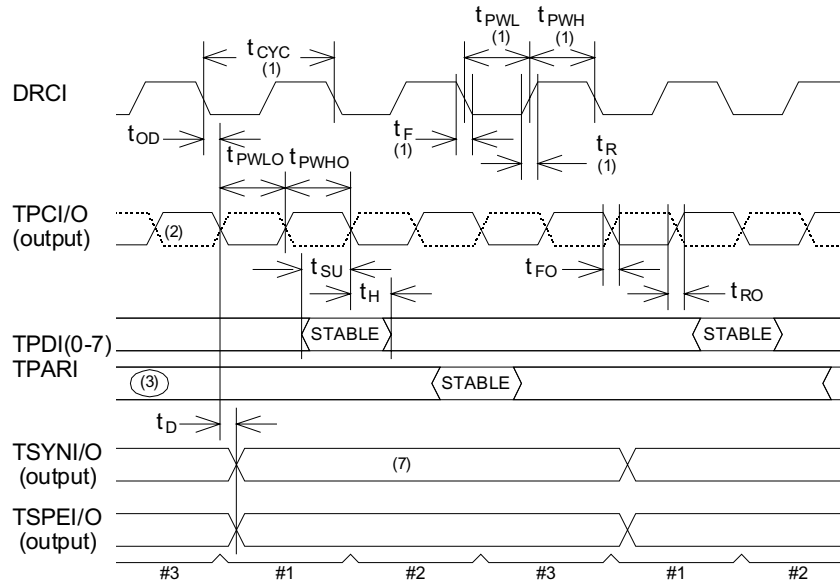 tPWL (1) tPWH (1)
tCYC (1)
DRCI
tOD
tF (1)
tR (1)
tPWLO tPWHO
TPCI/O
(output)
(2)
tSU
tFO
tH
tRO
TPDI(0-7)
STABLE STABLE
TPARI
(3) STABLE
tD
TSYNI/O
(output)
(7)
TSPEI/O
(output)
#3 #1 #2 #3 #1 #2